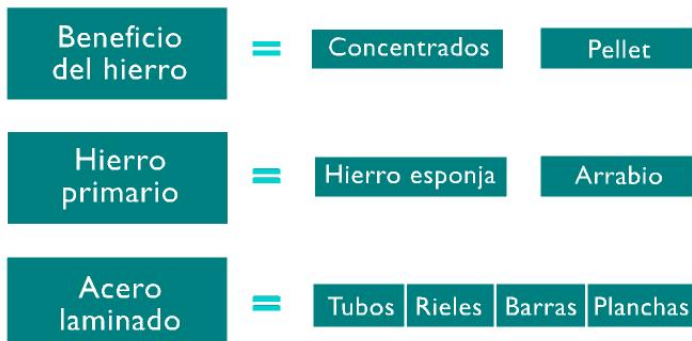 Beneficio
del hierro
=
Concentrados
Pellet
Hierro
primario
=
Hierro esponja
Arrabio
Acero
laminado
=
Tubos
Rieles
Barras
Planchas